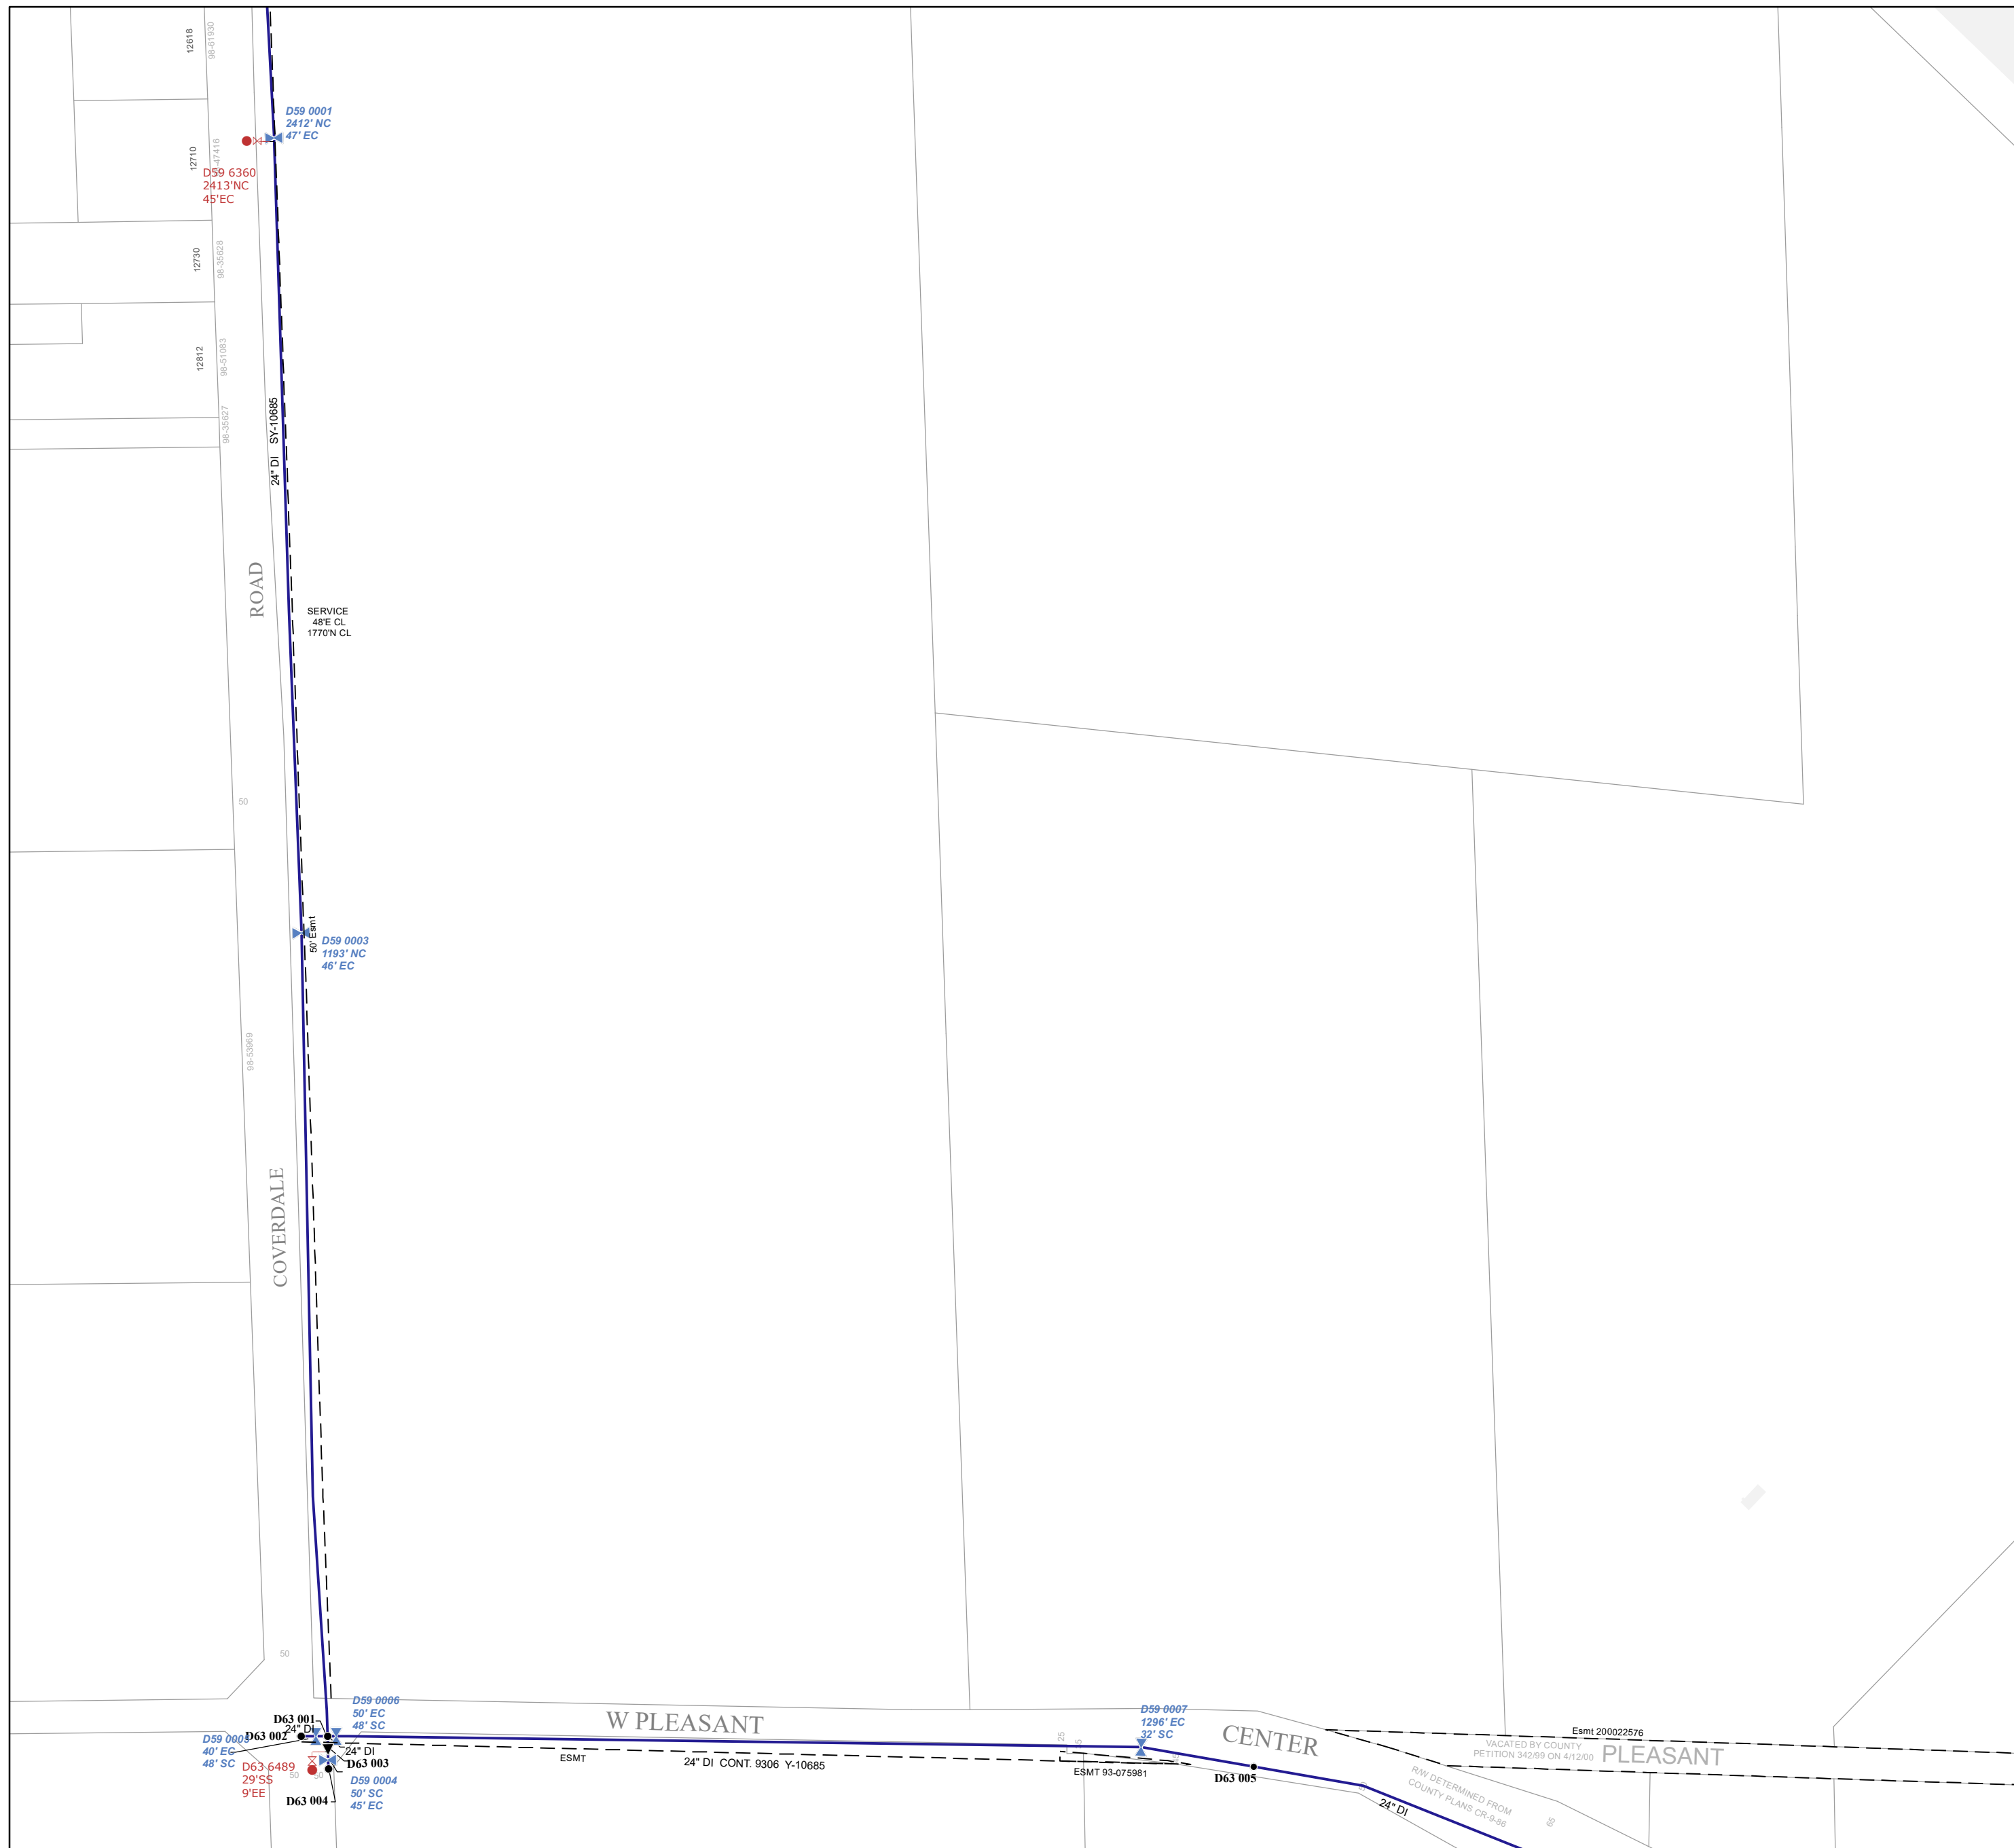 12618
98-61930
D59 0001
2412' NC
47' EC
12710
-47416
D59 6360
2413'NC
45'EC
12730
98-35628
12812
98-51083
98-35627
24" DI SY-10685
ROAD
SERVICE
48'E CL
1770'N CL
50
50' Esmt
D59 0003
1193' NC
46' EC
98-53969
COVERDALE
50
D59 0006
50' EC
48' SC
D63 001
24" DI
D63 002
D59 0005
40' EC
48' SC
24" DI
D63 003
D63 6489
29'SS
9'EE
50
50
D59 0004
50' SC
45' EC
D63 004
W PLEASANT
ESMT
24" DI CONT. 9306 Y-10685
25
35
D59 0007
1296' EC
32' SC
ESMT 93-075981
CENTER
D63 005
Esmt 200022576
VACATED BY COUNTY
PETITION 342/99 ON 4/12/00
PLEASANT
R/W DETERMINED FROM
COUNTY PLANS CR-9-86
24" DI
65